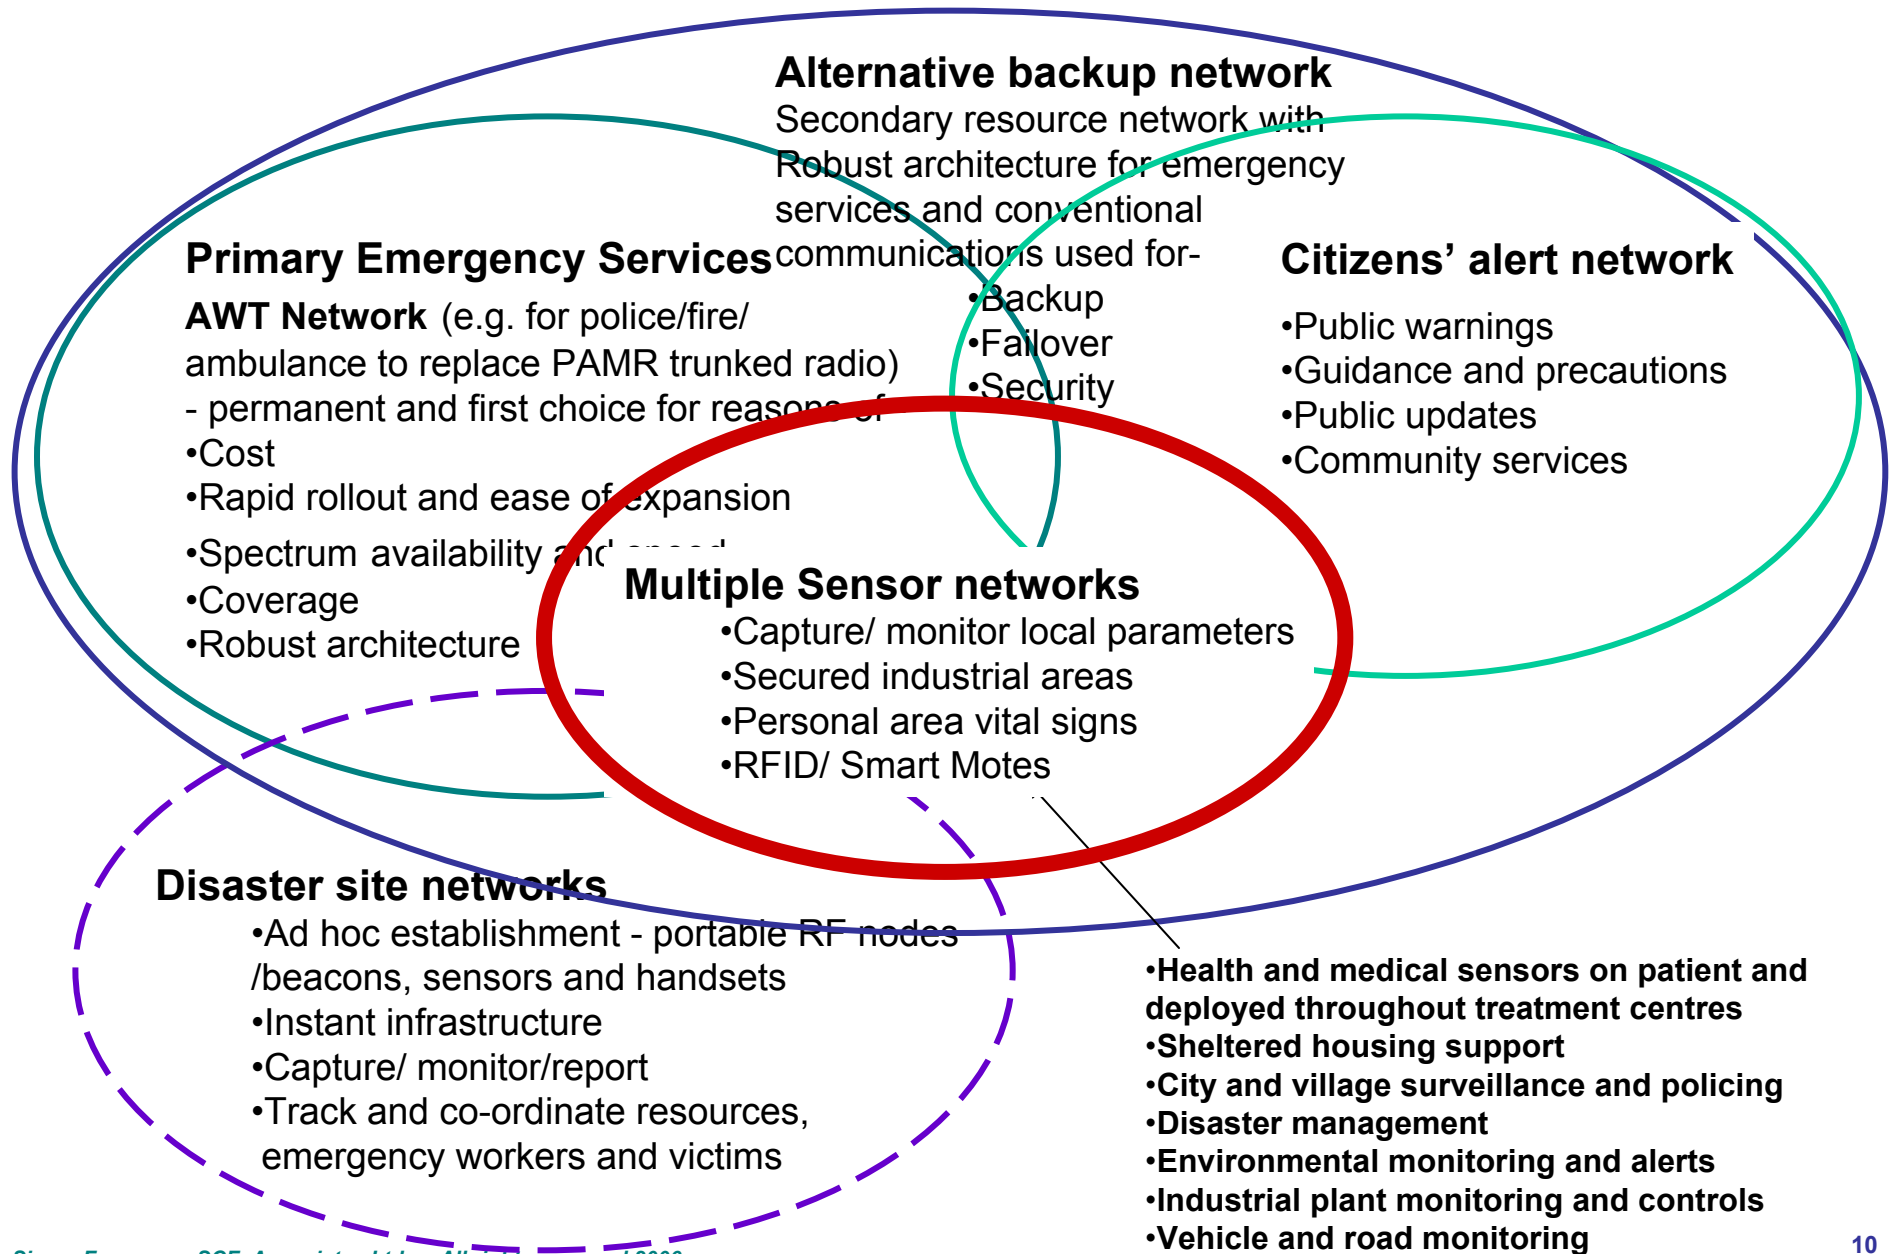 Alternative backup network
Secondary resource network with
Robust architecture for emergency
services and conventional
communications used for-
•Backup
•Failover
•Security
Primary Emergency Services
AWT Network (e.g. for police/fire/
ambulance to replace PAMR trunked radio)
- permanent and first choice for reasons of
•Cost
•Rapid rollout and ease of expansion
•Spectrum availability and speed
•Coverage
•Robust architecture
Citizens’ alert network
•Public warnings
•Guidance and precautions
•Public updates
•Community services
Multiple Sensor networks
•Capture/ monitor local parameters
•Secured industrial areas
•Personal area vital signs
•RFID/ Smart Motes
Disaster site networks
•Ad hoc establishment - portable RF nodes
/beacons, sensors and handsets
•Instant infrastructure
•Capture/ monitor/report
•Track and co-ordinate resources,
emergency workers and victims
•Health and medical sensors on patient and
deployed throughout treatment centres
•Sheltered housing support
•City and village surveillance and policing
•Disaster management
•Environmental monitoring and alerts
•Industrial plant monitoring and controls
•Vehicle and road monitoring
10